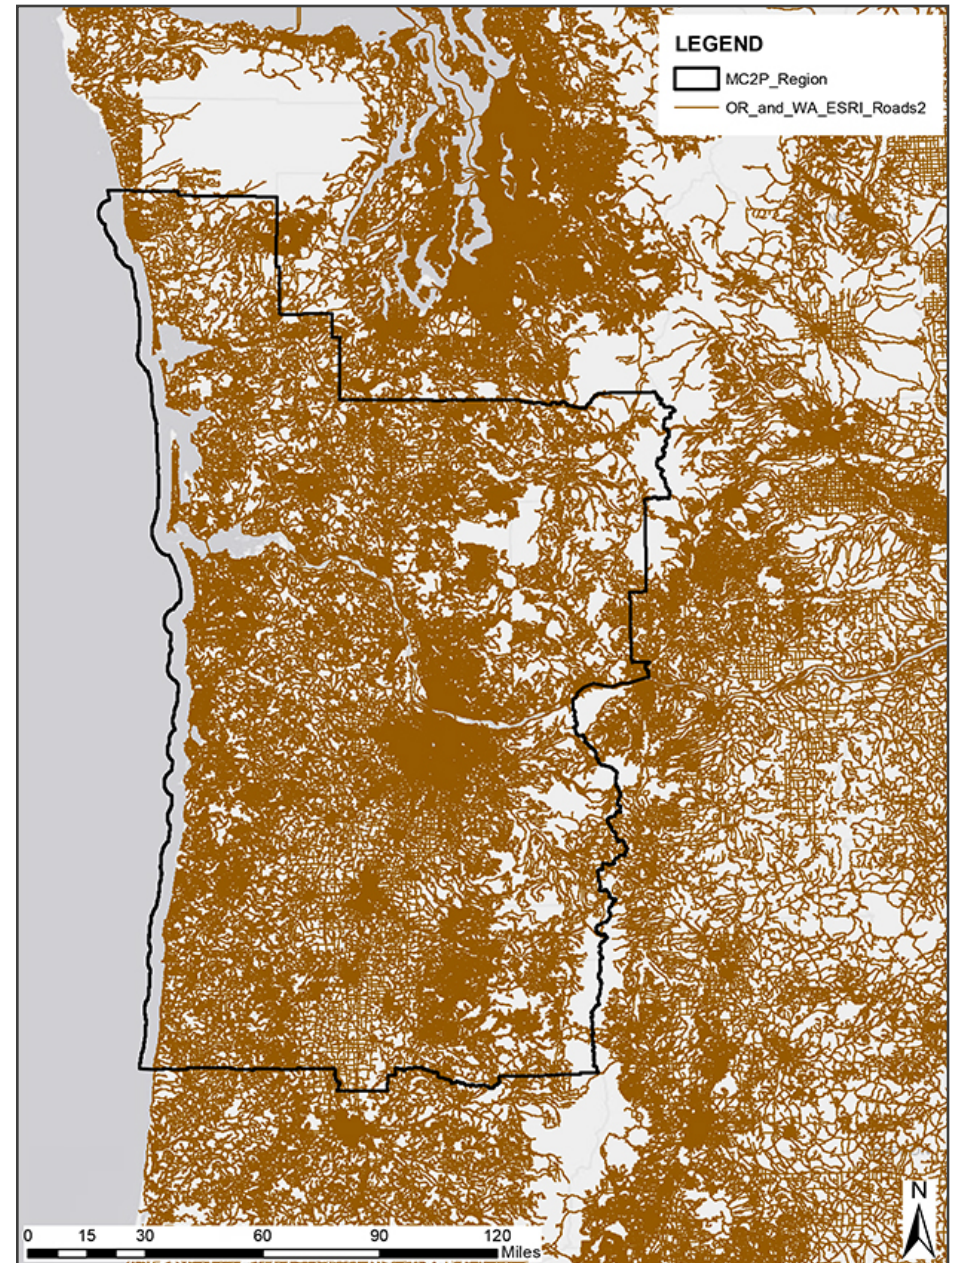 LEGEND
MC2P_Region
OR_and_WA_ESRI_Roads2
N
0 15 30 60 90 120
Miles